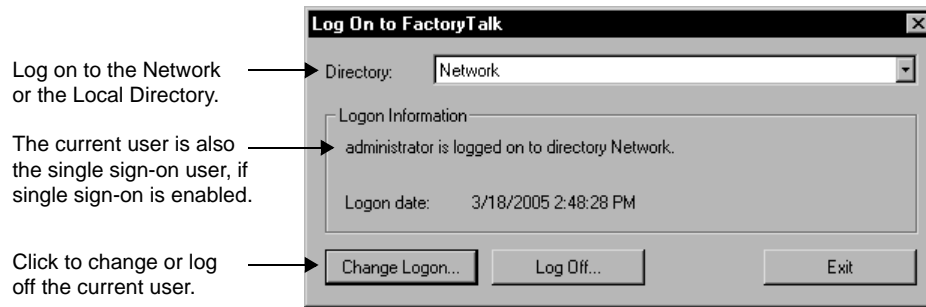 Log On to FactoryTalk
Log on to the Network
or the Local Directory.
Directory: Network
Logon Information
The current user is also
the single sign-on user, if
single sign-on is enabled.
administrator is logged on to directory Network.
Logon date: 3/18/2005 2:48:28 PM
Click to change or log
off the current user.
Change Logon... Log Off... Exit